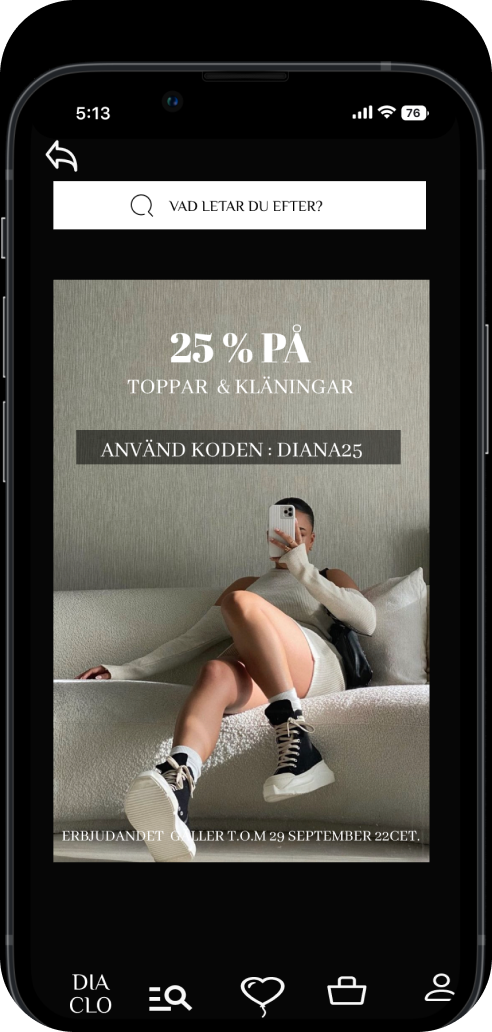 5:13
76
VAD LETAR DU EFTER?
25 % PÅ
TOPPAR & KLÄNINGAR
ANVÄND KODEN : DIANA25
ERBJUDANDET GÄLLER T.O.M 29 SEPTEMBER 22CET.
DIA
CLO